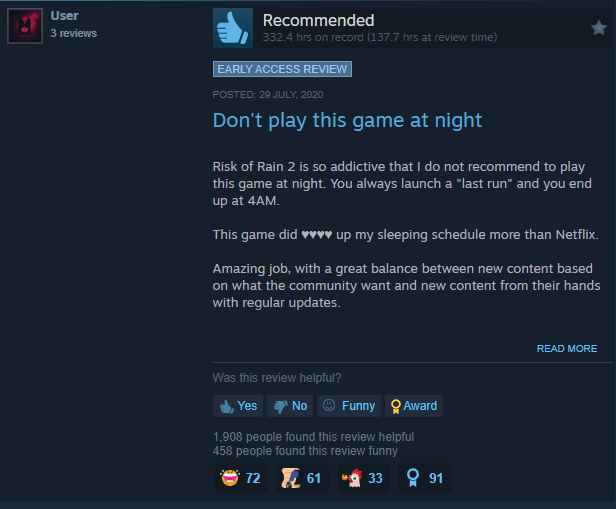 User
3 reviews
Recommended
332.4 hrs on record (137.7 hrs at review time)
EARLY ACCESS REVIEW
POSTED: 29 JULY, 2020
Don't play this game at night
Risk of Rain 2 is so addictive that I do not recommend to play
this game at night. You always launch a "last run" and you end
up at 4AM.
This game did ♥♥♥♥ up my sleeping schedule more than Netflix.
Amazing job, with a great balance between new content based
on what the community want and new content from their hands
with regular updates.
READ MORE
Was this review helpful?
Yes No Funny Award
1,908 people found this review helpful
458 people found this review funny
72 61 33 91